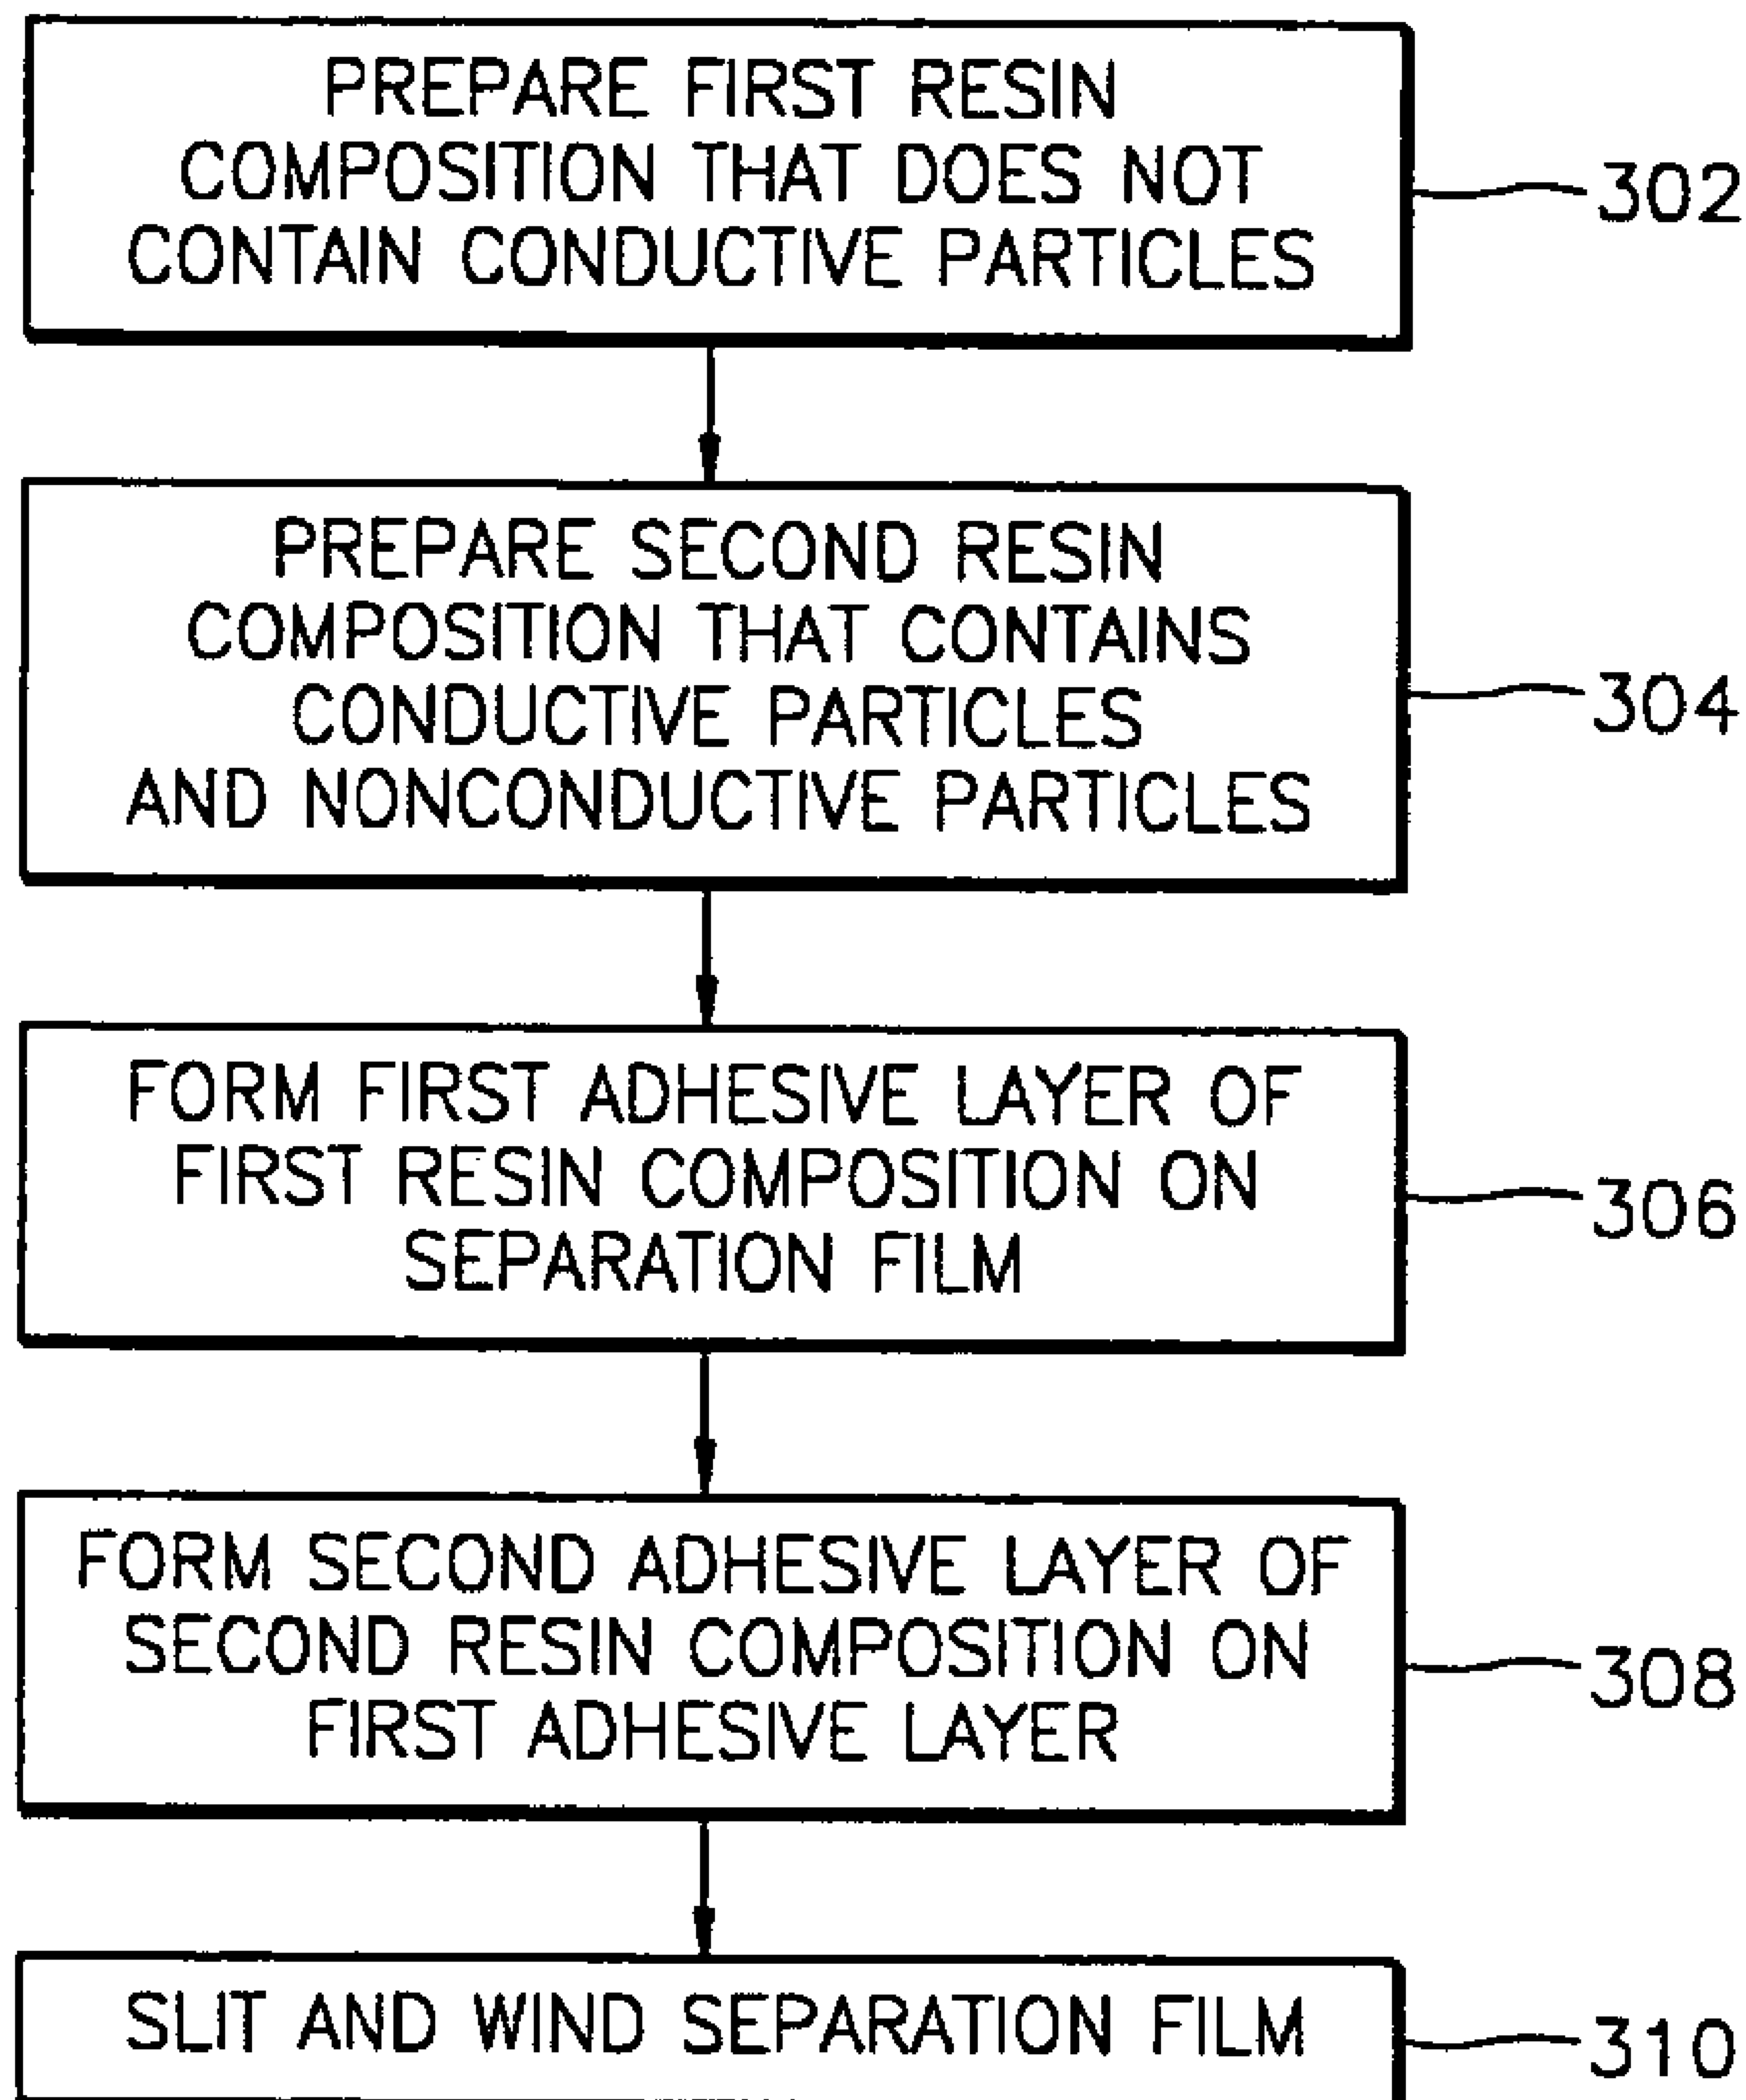 PREPARE FIRST RESIN
COMPOSITION THAT DOES NOT
CONTAIN CONDUCTIVE PARTICLES
302
PREPARE SECOND RESIN
COMPOSITION THAT CONTAINS
CONDUCTIVE PARTICLES
AND NONCONDUCTIVE PARTICLES
304
FORM FIRST ADHESIVE LAYER OF
FIRST RESIN COMPOSITION ON
SEPARATION FILM
306
FORM SECOND ADHESIVE LAYER OF
SECOND RESIN COMPOSITION ON
FIRST ADHESIVE LAYER
308
SLIT AND WIND SEPARATION FILM
310